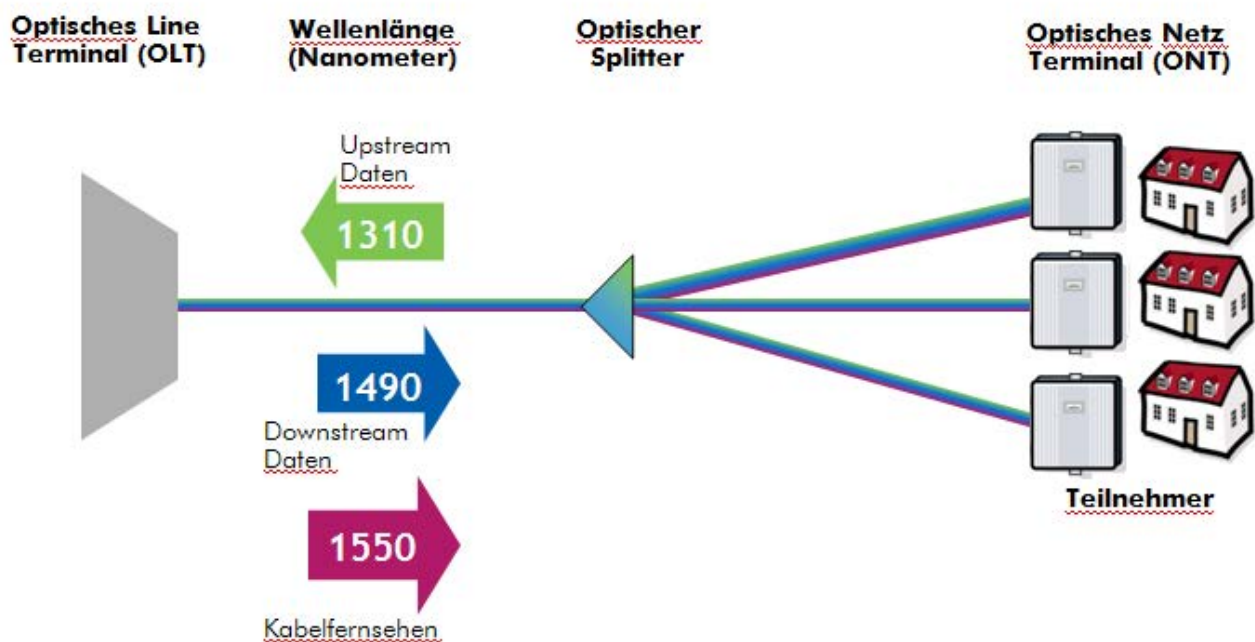 Optisches Line
Terminal (OLT)
Wellenlänge
(Nanometer)
Optischer
Splitter
Optisches Netz
Terminal (ONT)
Upstream
Daten
1310
1490
Downstream
Daten
1550
Kabelfernsehen
Teilnehmer